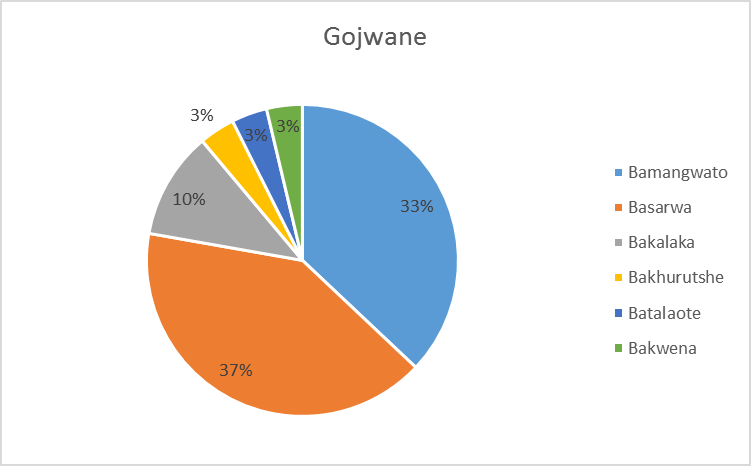 Gojwane
3%
3%
3%
10%
33%
37%
Bamangwato
Basarwa
Bakalaka
Bakhurutshe
Batalaote
Bakwena